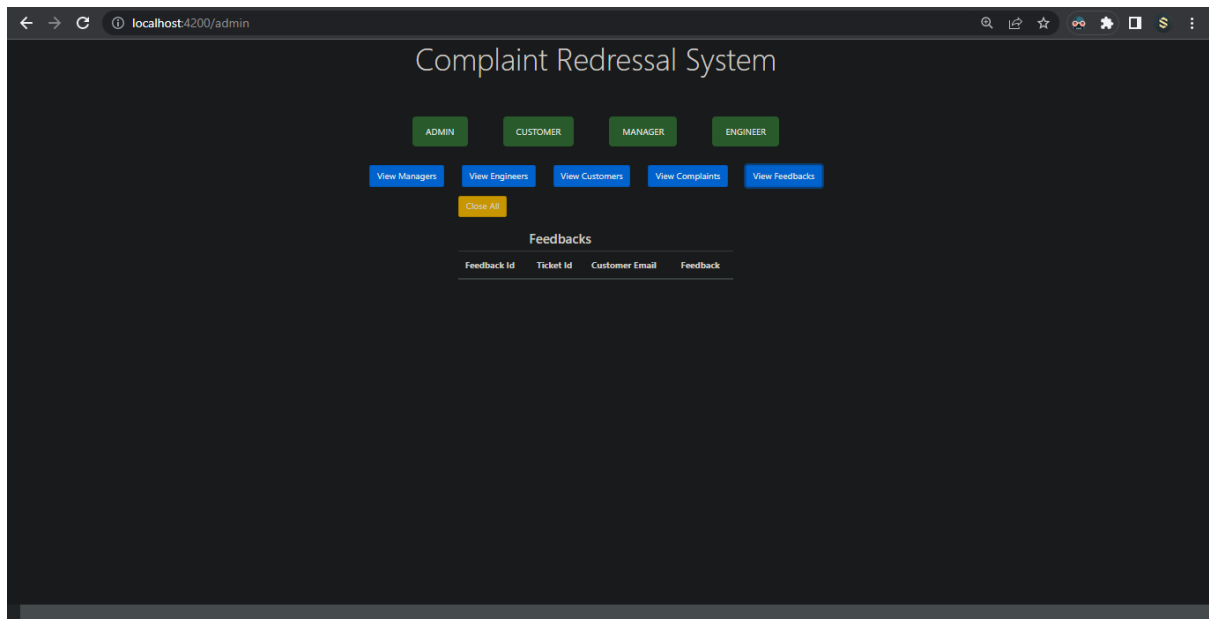 localhost:4200/admin
Complaint Redressal System
ADMIN CUSTOMER MANAGER ENGINEER
View Managers View Engineers View Customers View Complaints View Feedbacks
Close All
Feedbacks
Feedback Id Ticket Id Customer Email Feedback